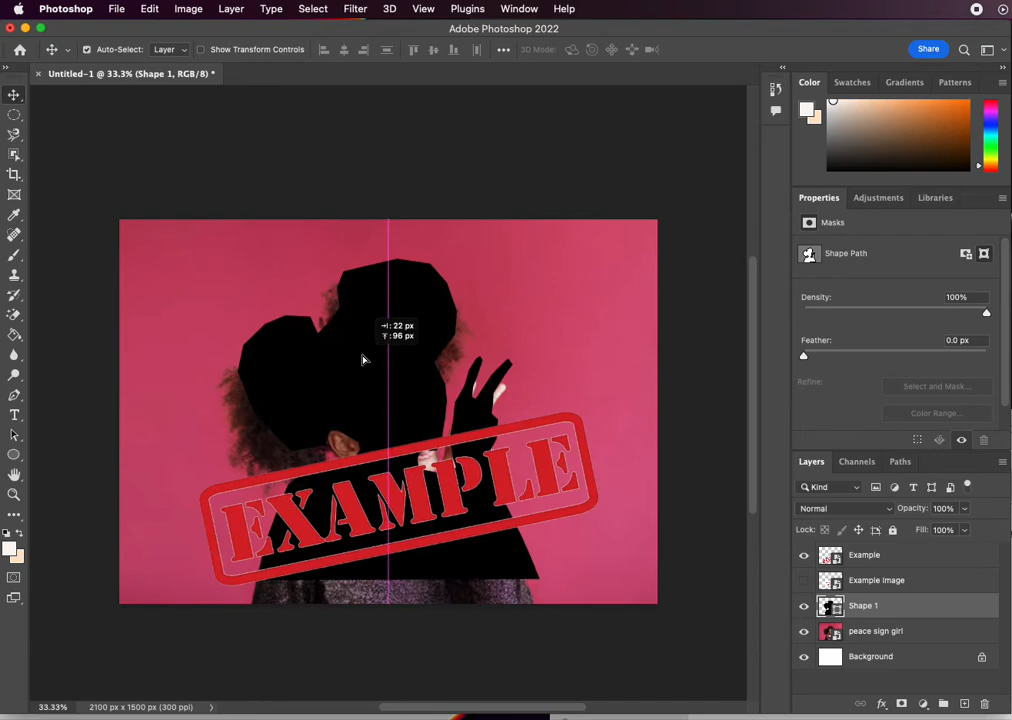 Photoshop File Edit Image Layer Type Select Filter 3D View Plugins Window Help
Adobe Photoshop 2022
Auto-Select: Layer Show Transform Controls 3D Mode: Share
Untitled-1 @ 33.3% (Shape 1, RGB/8) *
Color Swatches Gradients Patterns
Properties Adjustments Libraries
Masks
Shape Path
Density: 100%
Feather: 0.0 px
Refine: Select and Mask...
Color Range...
22 px
96 px
EXAMPLE
Layers Channels Paths
Kind
Normal Opacity: 100%
Lock: Fill: 100%
Example
Example Image
Shape 1
peace sign girl
Background
33.33% 2100 px x 1500 px (300 ppi)